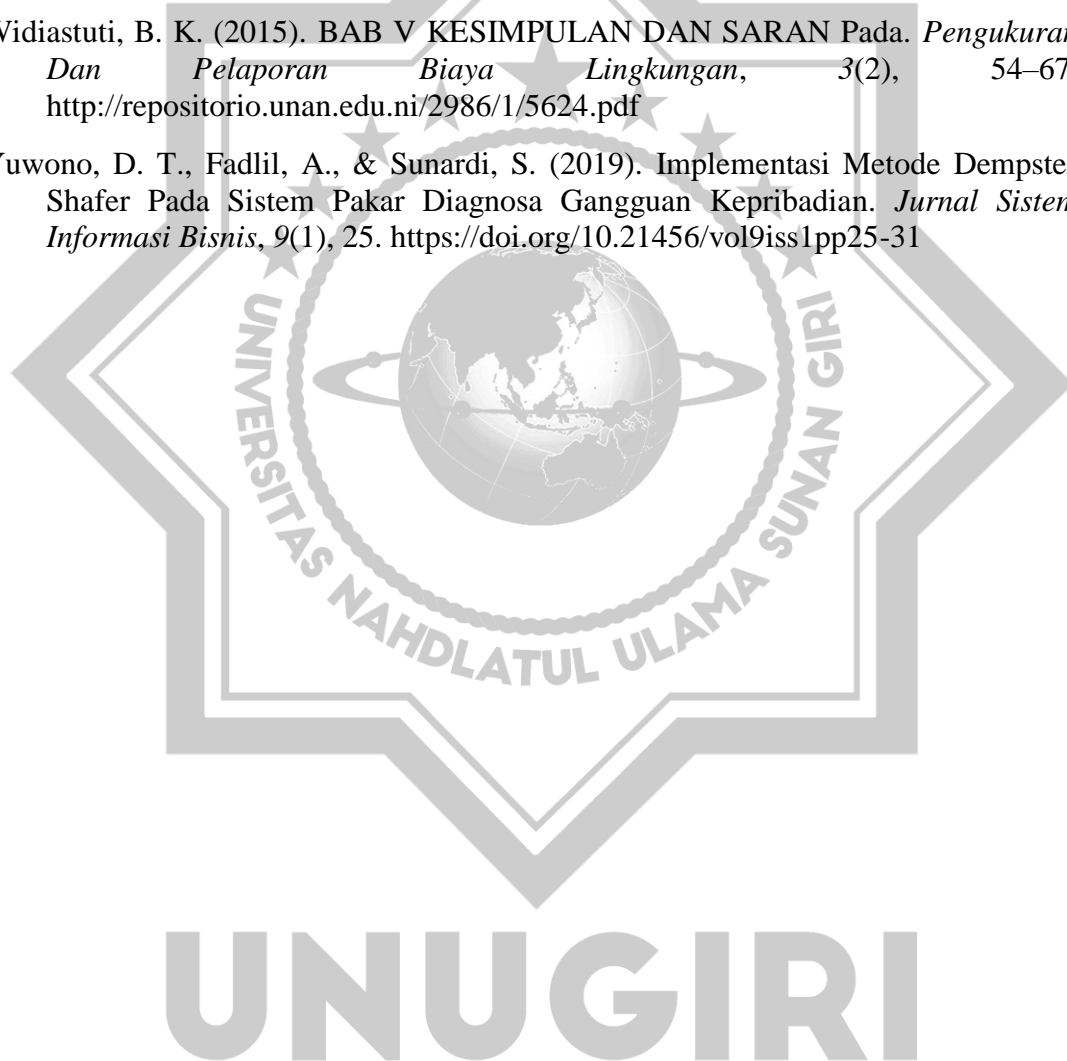 Widiastuti, B. K. (2015). BAB V KESIMPULAN DAN SARAN Pada. Pengukuran
Dan Pelaporan Biaya Lingkungan, 3(2), 54–67
http://repositorio.unan.edu.ni/2986/1/5624.pdf
Yuwono, D. T., Fadlil, A., & Sunardi, S. (2019). Implementasi Metode Dempster
Shafer Pada Sistem Pakar Diagnosa Gangguan Kepribadian. Jurnal Sistem
Informasi Bisnis, 9(1), 25. https://doi.org/10.21456/vol9iss1pp25-31
UNIVERSITAS NAHDLATUL ULAMA SUNAN GIRI
UNUGIRI